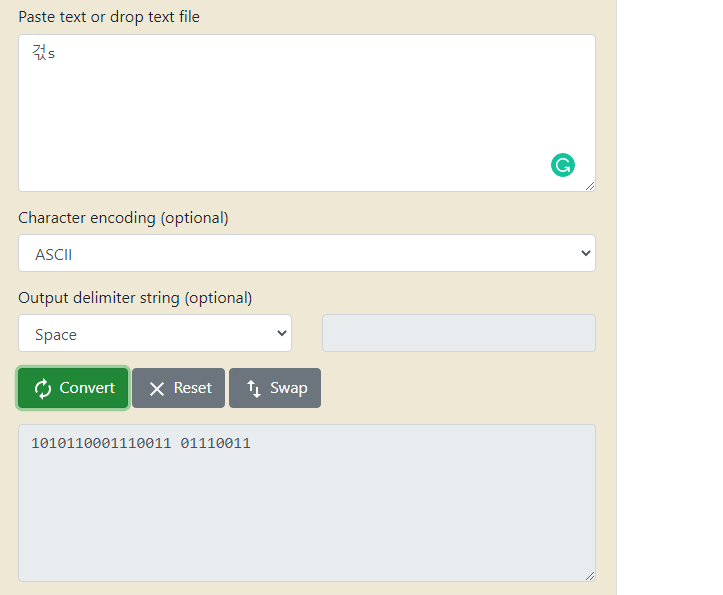 Paste text or drop text file
걳s
Character encoding (optional)
ASCII
Output delimiter string (optional)
Space
Convert Reset Swap
1010110001110011 01110011